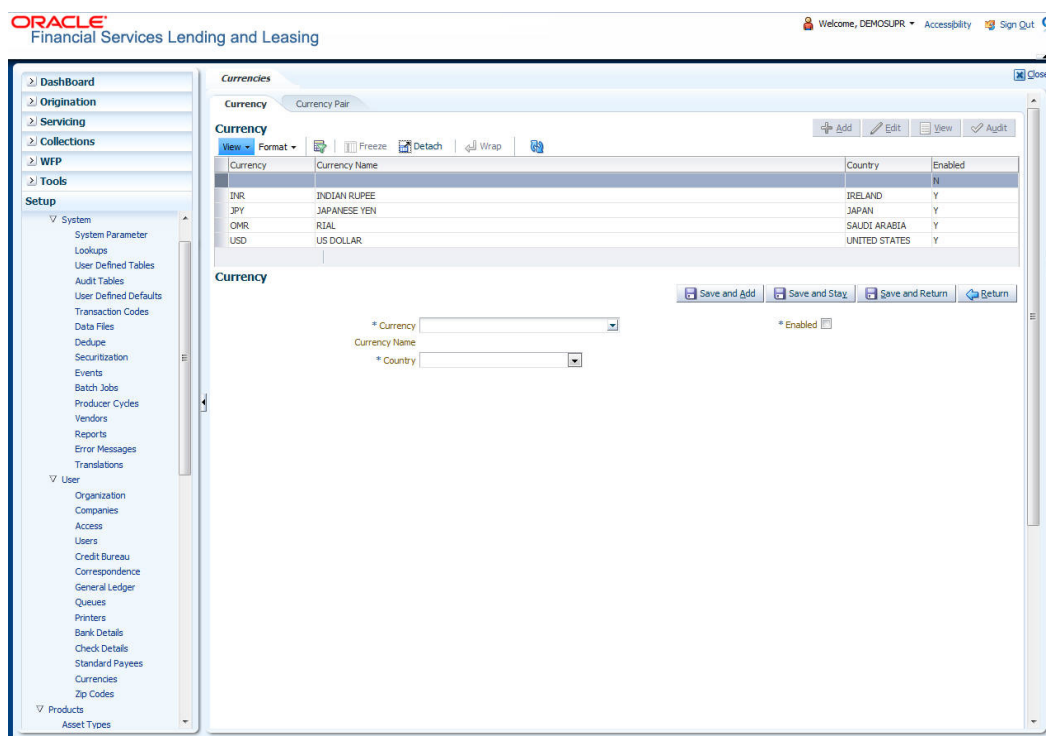 ORACLE
Financial Services Lending and Leasing
Welcome, DEMOSUPR Accessibility Sign Out
DashBoard
Origination
Servicing
Collections
WFP
Tools
Setup
System
System Parameter
Lookups
User Defined Tables
Audit Tables
User Defined Defaults
Transaction Codes
Data Files
Dedupe
Securitization
Events
Batch Jobs
Producer Cycles
Vendors
Reports
Error Messages
Translations
User
Organization
Companies
Access
Users
Credit Bureau
Correspondence
General Ledger
Queues
Printers
Bank Details
Check Details
Standard Payees
Currencies
Zip Codes
Products
Asset Types
Currencies Close
Currency Currency Pair
Currency Add Edit View Audit
View Format Freeze Detach Wrap
Currency Currency Name Country Enabled
N
INR INDIAN RUPEE IRELAND Y
JPY JAPANESE YEN JAPAN Y
OMR RIAL SAUDI ARABIA Y
USD US DOLLAR UNITED STATES Y
Currency
Save and Add Save and Stay Save and Return Return
* Currency * Enabled
Currency Name
* Country